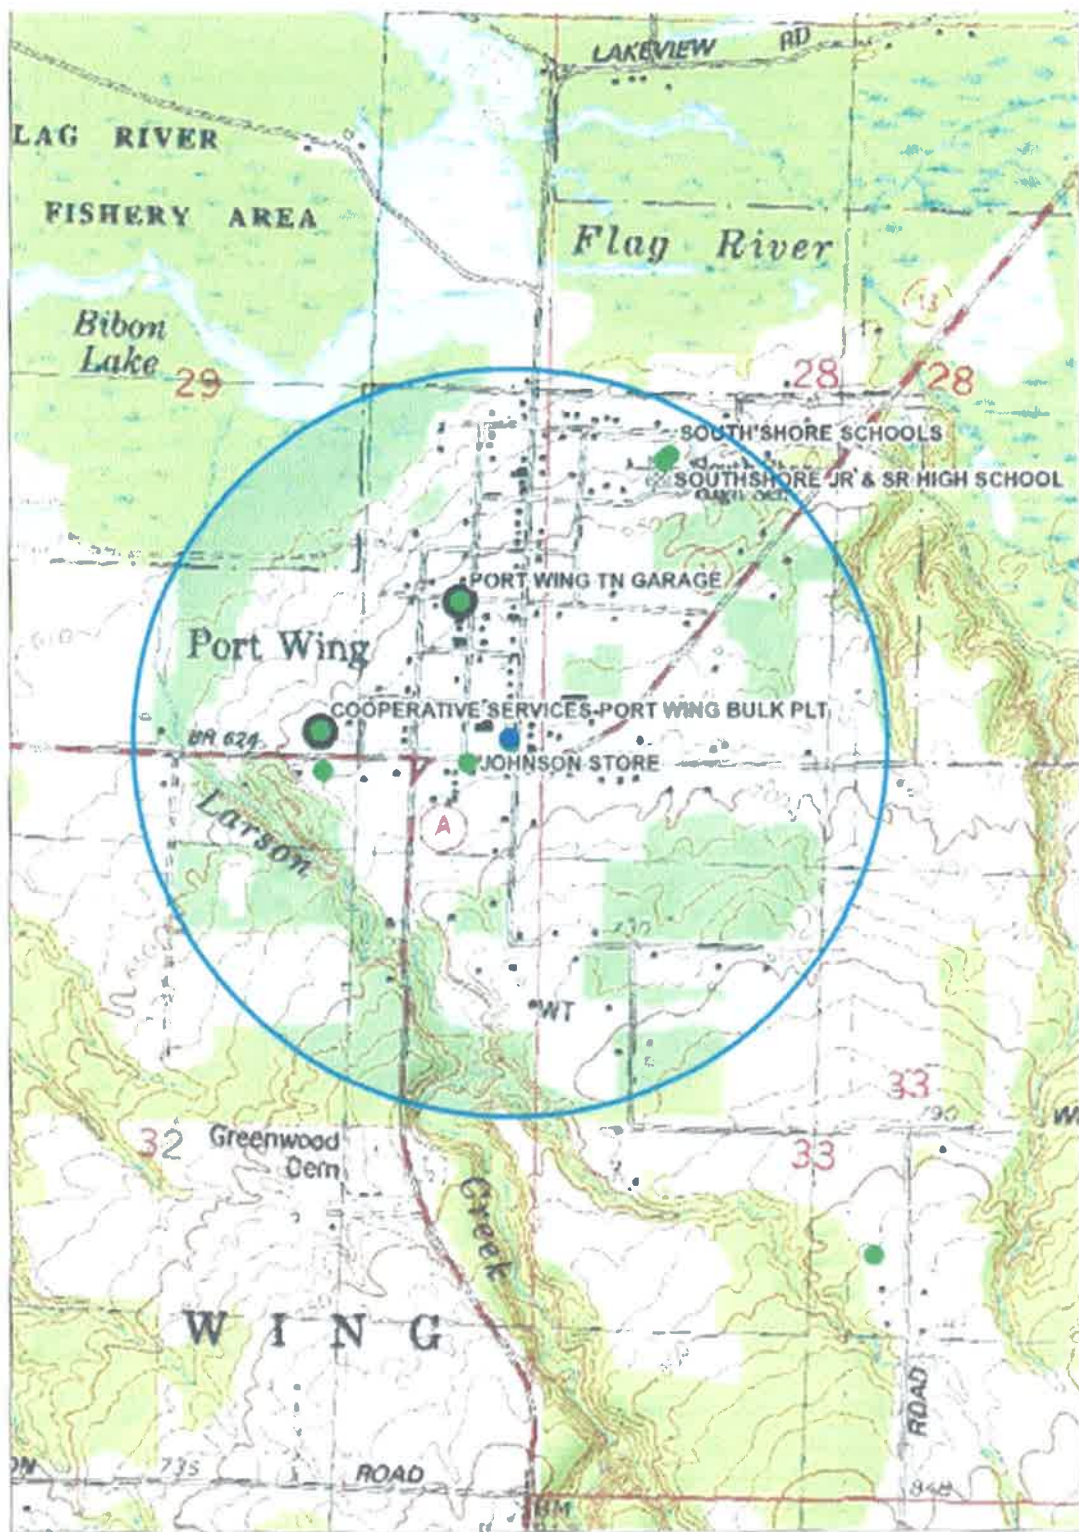 LAKEVIEW RD
LAG RIVER
FISHERY AREA
Flag River
13
Bibon
Lake
29
28
28
SOUTH SHORE SCHOOLS
SOUTHSHORE JR & SR HIGH SCHOOL
PORT WING TN GARAGE
Port Wing
COOPERATIVE SERVICES-PORT WING BULK PLT
BR 624
JOHNSON STORE
Larson
A
WT
33
790
32
Greenwood
Cem
33
Creek
WING
ROAD
735
ROAD
848
BM